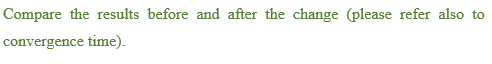 Compare the results before and after the change (please refer also to
convergence time).